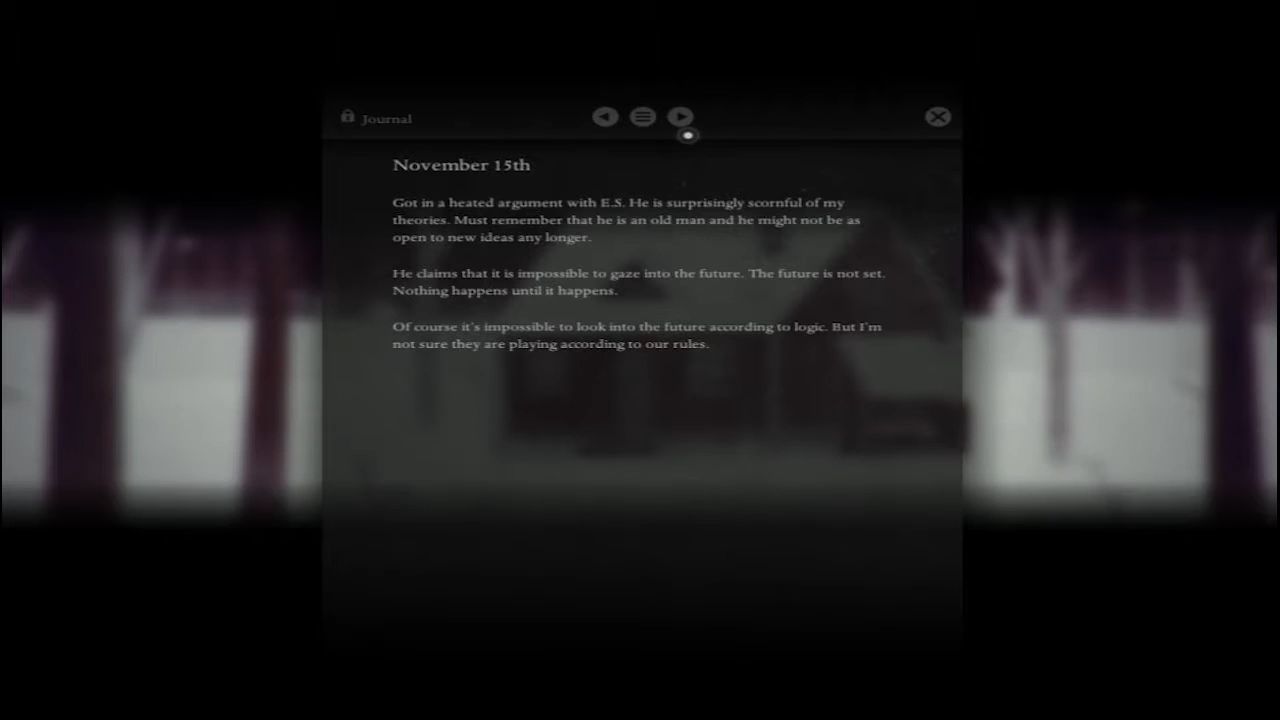 Journal
November 15th
Got in a heated argument with E.S. He is surprisingly scornful of my
theories. Must remember that he is an old man and he might not be as
open to new ideas any longer.
He claims that it is impossible to gaze into the future. The future is not set.
Nothing happens until it happens.
Of course it's impossible to look into the future according to logic. But I'm
not sure they are playing according to our rules.